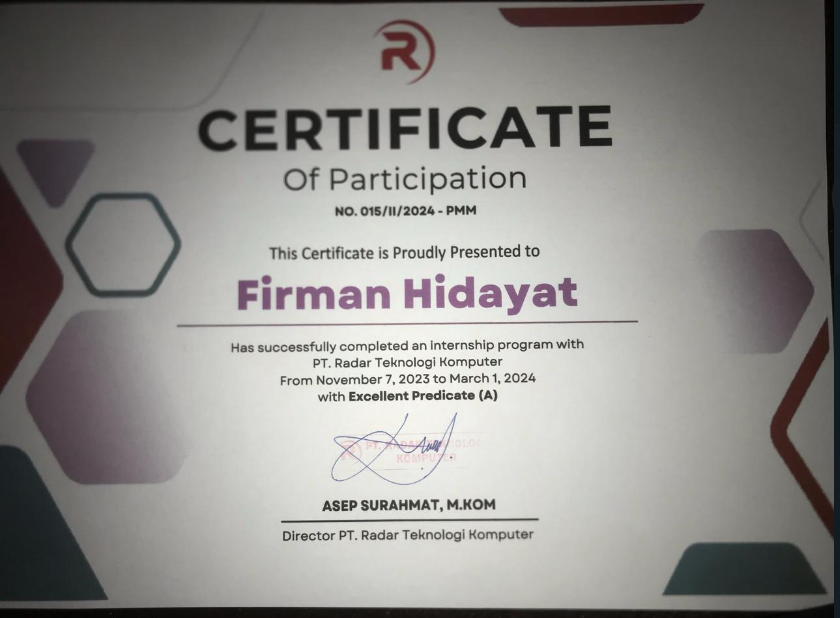 R
CERTIFICATE
Of Participation
NO. 015/II/2024 - PMM
This Certificate is Proudly Presented to
Firman Hidayat
Has successfully completed an internship program with
PT. Radar Teknologi Komputer
From November 7, 2023 to March 1, 2024
with Excellent Predicate (A)
PT. RADAR TEKNOLOGI
KOMPUTER
ASEP SURAHMAT, M.KOM
Director PT. Radar Teknologi Komputer